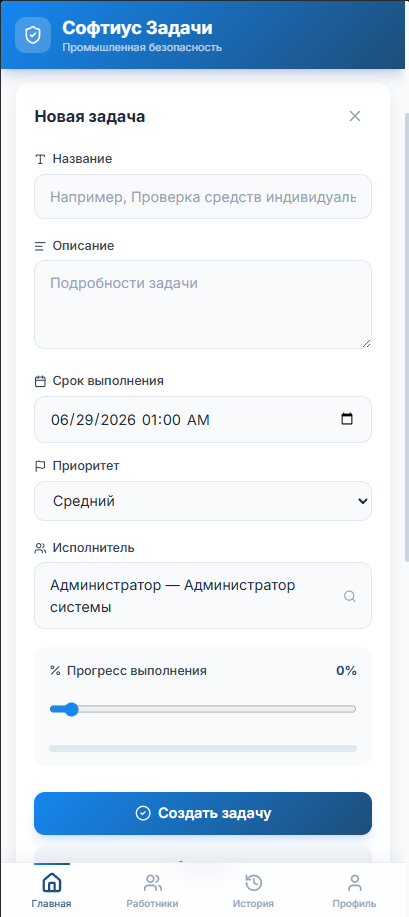 Софтиус Задачи
Промышленная безопасность
Новая задача
Название
Например, Проверка средств индивидуаль
Описание
Подробности задачи
Срок выполнения
06/29/2026 01:00 AM
Приоритет
Средний
Исполнитель
Администратор — Администратор
системы
% Прогресс выполнения 0%
Создать задачу
Главная Работники История Профиль